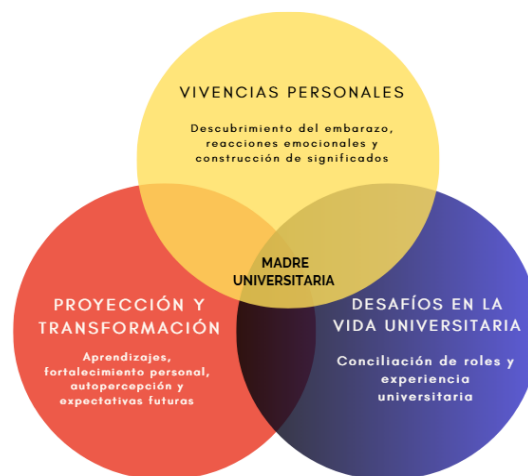 VIVENCIAS PERSONALES
Descubrimiento del embarazo,
reacciones emocionales y
construcción de significados
MADRE
UNIVERSITARIA
PROYECCIÓN Y
TRANSFORMACIÓN
Aprendizajes,
fortalecimiento personal,
autopercepción y
expectativas futuras
DESAFÍOS EN LA
VIDA UNIVERSITARIA
Conciliación de roles y
experiencia
universitaria